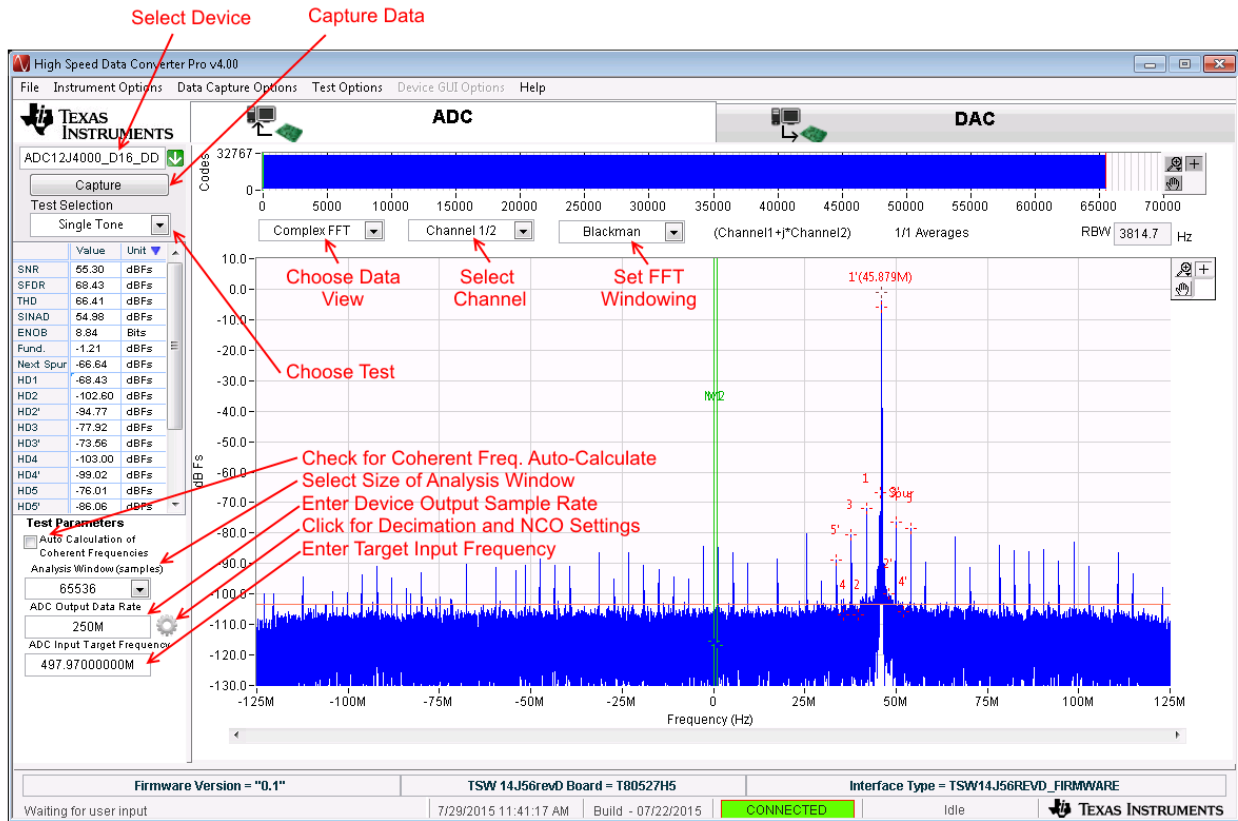 Select Device
Capture Data
High Speed Data Converter Pro v4.00
File Instrument Options Data Capture Options Test Options Device GUI Options Help
TEXAS INSTRUMENTS
ADC
DAC
ADC12J4000_D16_DD
Capture
Test Selection
Single Tone
Codes
32767
0
0 5000 10000 15000 20000 25000 30000 35000 40000 45000 50000 55000 60000 65000 70000
Complex FFT
Channel 1/2
Blackman
(Channel1+j*Channel2)
1/1 Averages
RBW 3814.7 Hz
Choose Data View
Select Channel
Set FFT Windowing
Choose Test
Value Unit
SNR 55.30 dBFs
SFDR 68.43 dBFs
THD 66.41 dBFs
SINAD 54.98 dBFs
ENOB 8.84 Bits
Fund. -1.21 dBFs
Next Spur -66.64 dBFs
HD1 -68.43 dBFs
HD2 -102.60 dBFs
HD2' -94.77 dBFs
HD3 -77.92 dBFs
HD3' -73.56 dBFs
HD4 -103.00 dBFs
HD4' -99.02 dBFs
HD5 -76.01 dBFs
HD5' -86.06 dBFs
10.0
0.0
-10.0
-20.0
-30.0
-40.0
-50.0
-60.0
-70.0
-80.0
-90.0
-100.0
-110.0
-120.0
-130.0
dBFs
1'(45.879M)
1
3
5'
4
2
Spur
3'
5
2'
4'
Check for Coherent Freq. Auto-Calculate
Select Size of Analysis Window
Enter Device Output Sample Rate
Click for Decimation and NCO Settings
Enter Target Input Frequency
Test Parameters
Auto Calculation of
Coherent Frequencies
Analysis Window (samples)
65536
ADC Output Data Rate
250M
ADC Input Target Frequency
497.97000000M
-125M -100M -75M -50M -25M 0 25M 50M 75M 100M 125M
Frequency (Hz)
Firmware Version = "0.1"
TSW 14J56revD Board = T80527H5
Interface Type = TSW14J56REVD_FIRMWARE
Waiting for user input
7/29/2015 11:41:17 AM
Build - 07/22/2015
CONNECTED
Idle
TEXAS INSTRUMENTS